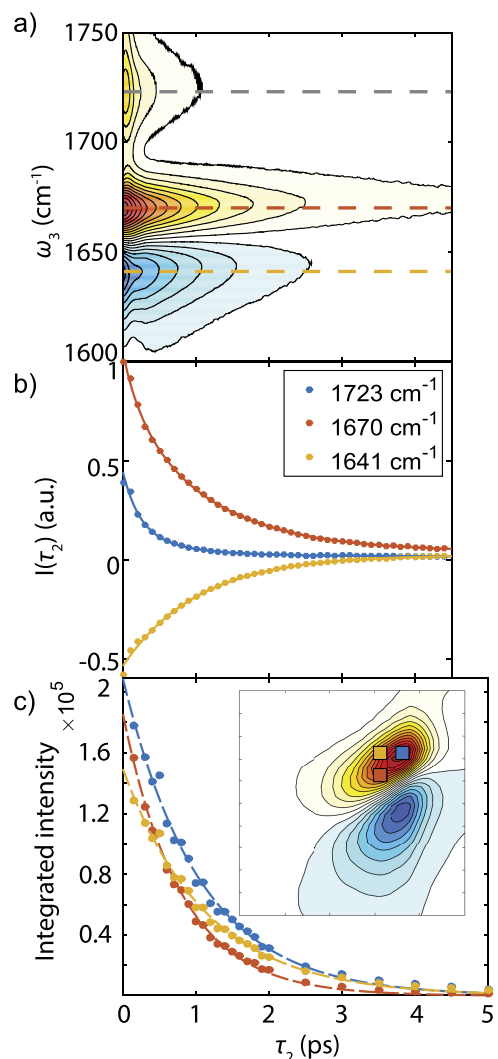 a)
1750
1700
1650
1600
ω₃ (cm⁻¹)
b)
1
0.5
0
-0.5
I(τ₂) (a.u.)
1723 cm⁻¹
1670 cm⁻¹
1641 cm⁻¹
c)
2
1.6
1.2
0.8
0.4
Integrated intensity × 10⁵
0 1 2 3 4 5
τ₂ (ps)